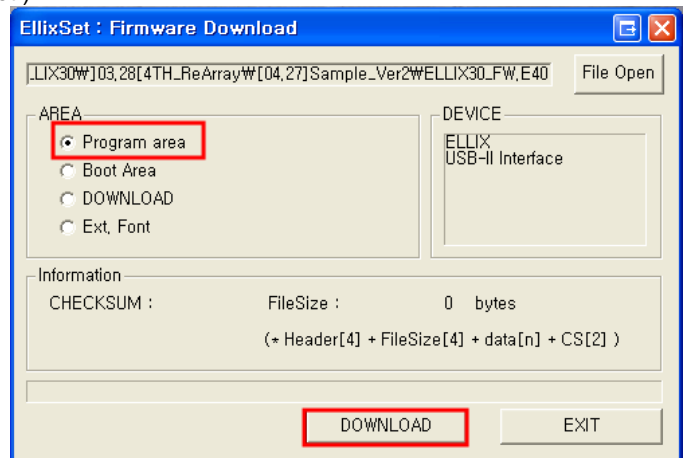 EllixSet : Firmware Download
_LIX30₩]03,28[4TH_ReArray₩[04,27]Sample_Ver2₩ELLIX30_FW,E40
File Open
AREA
Program area
Boot Area
DOWNLOAD
Ext, Font
DEVICE
ELLIX
USB-II Interface
Information
CHECKSUM : FileSize : 0 bytes
(* Header[4] + FileSize[4] + data[n] + CS[2] )
DOWNLOAD EXIT